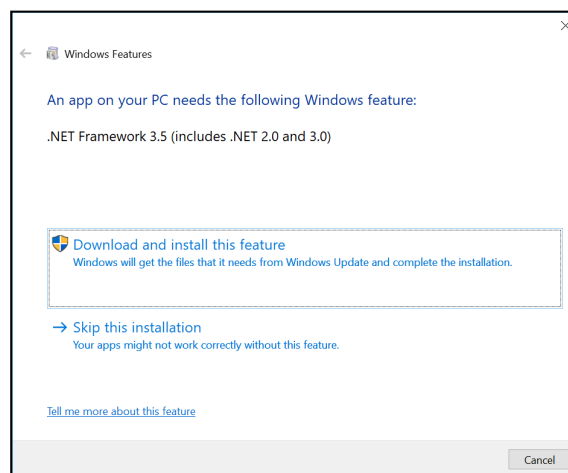 Windows Features
An app on your PC needs the following Windows feature:
.NET Framework 3.5 (includes .NET 2.0 and 3.0)
Download and install this feature
Windows will get the files that it needs from Windows Update and complete the installation.
Skip this installation
Your apps might not work correctly without this feature.
Tell me more about this feature
Cancel